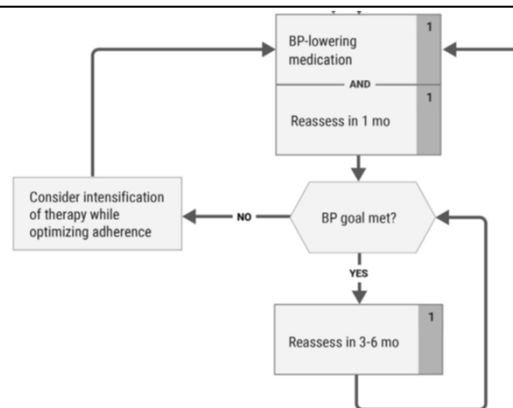 BP-lowering
medication
1
AND
Reassess in 1 mo
1
Consider intensification
of therapy while
optimizing adherence
NO
BP goal met?
YES
Reassess in 3-6 mo
1